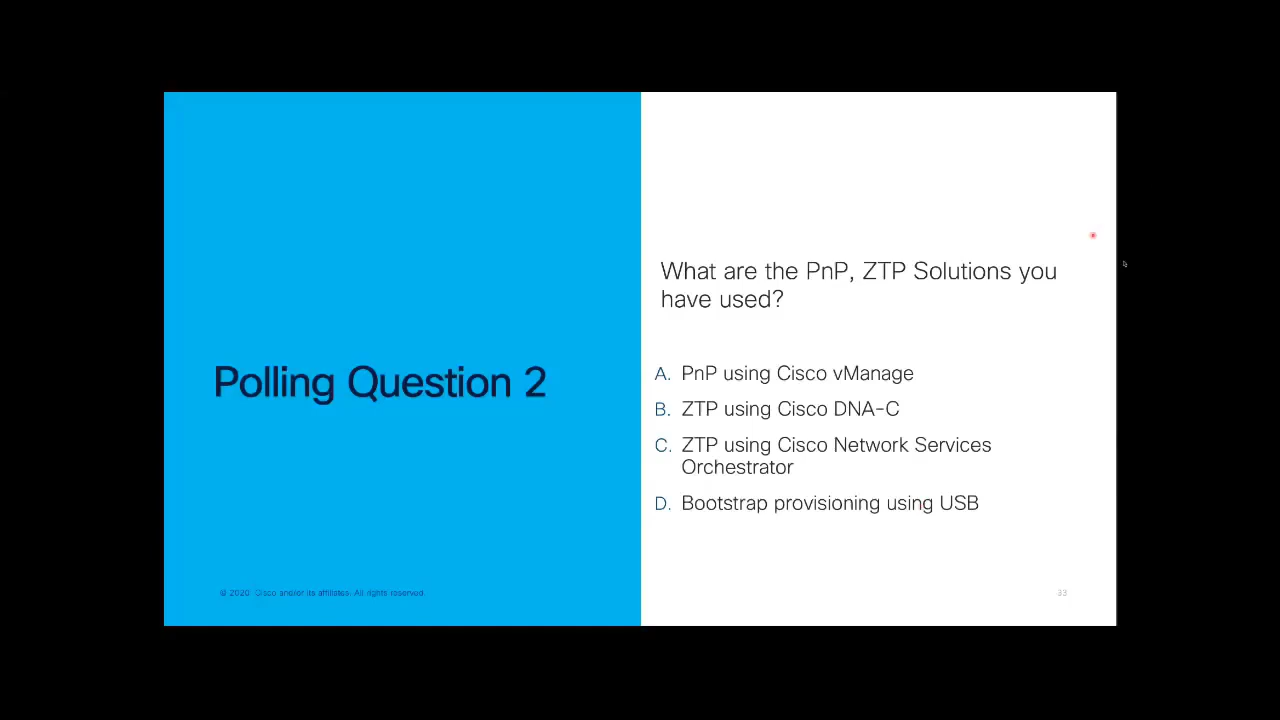 Polling Question 2
What are the PnP, ZTP Solutions you
have used?
A. PnP using Cisco vManage
B. ZTP using Cisco DNA-C
C. ZTP using Cisco Network Services
Orchestrator
D. Bootstrap provisioning using USB
© 2020 Cisco and/or its affiliates. All rights reserved.
33